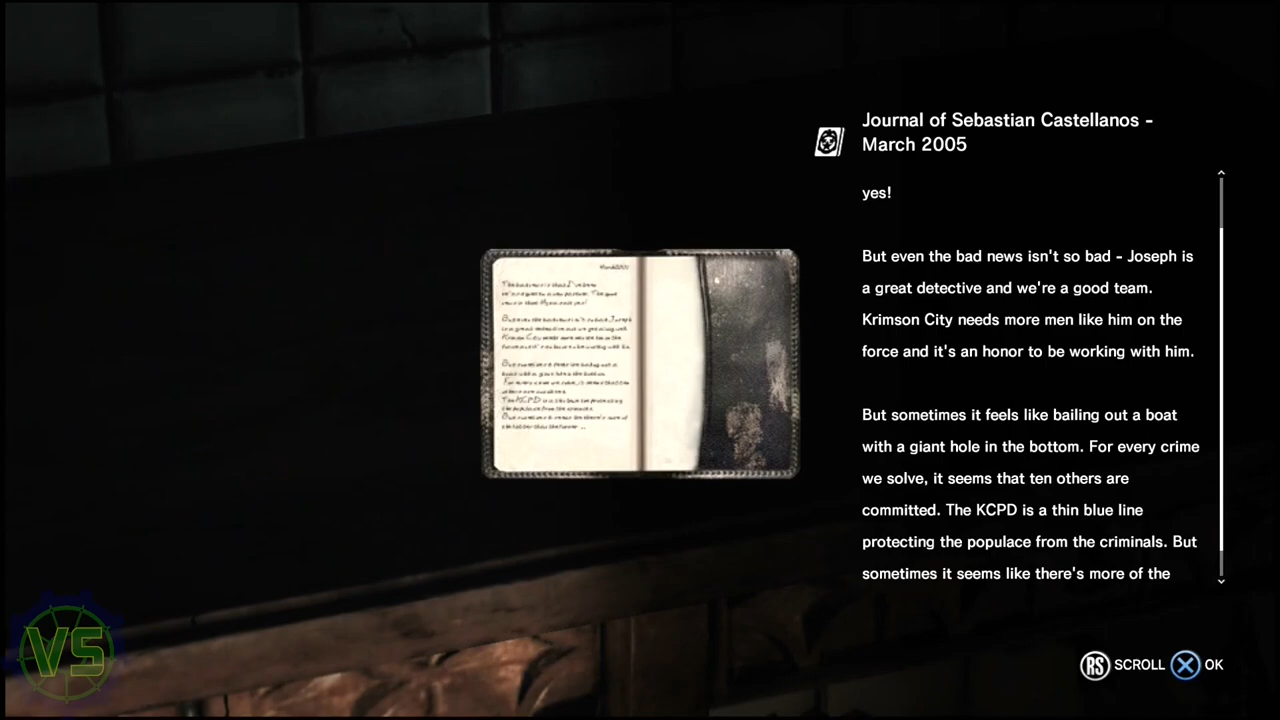 Journal of Sebastian Castellanos -
March 2005
yes!
But even the bad news isn't so bad - Joseph is
a great detective and we're a good team.
Krimson City needs more men like him on the
force and it's an honor to be working with him.
But sometimes it feels like bailing out a boat
with a giant hole in the bottom. For every crime
we solve, it seems that ten others are
committed. The KCPD is a thin blue line
protecting the populace from the criminals. But
sometimes it seems like there's more of the
RS SCROLL X OK
VS